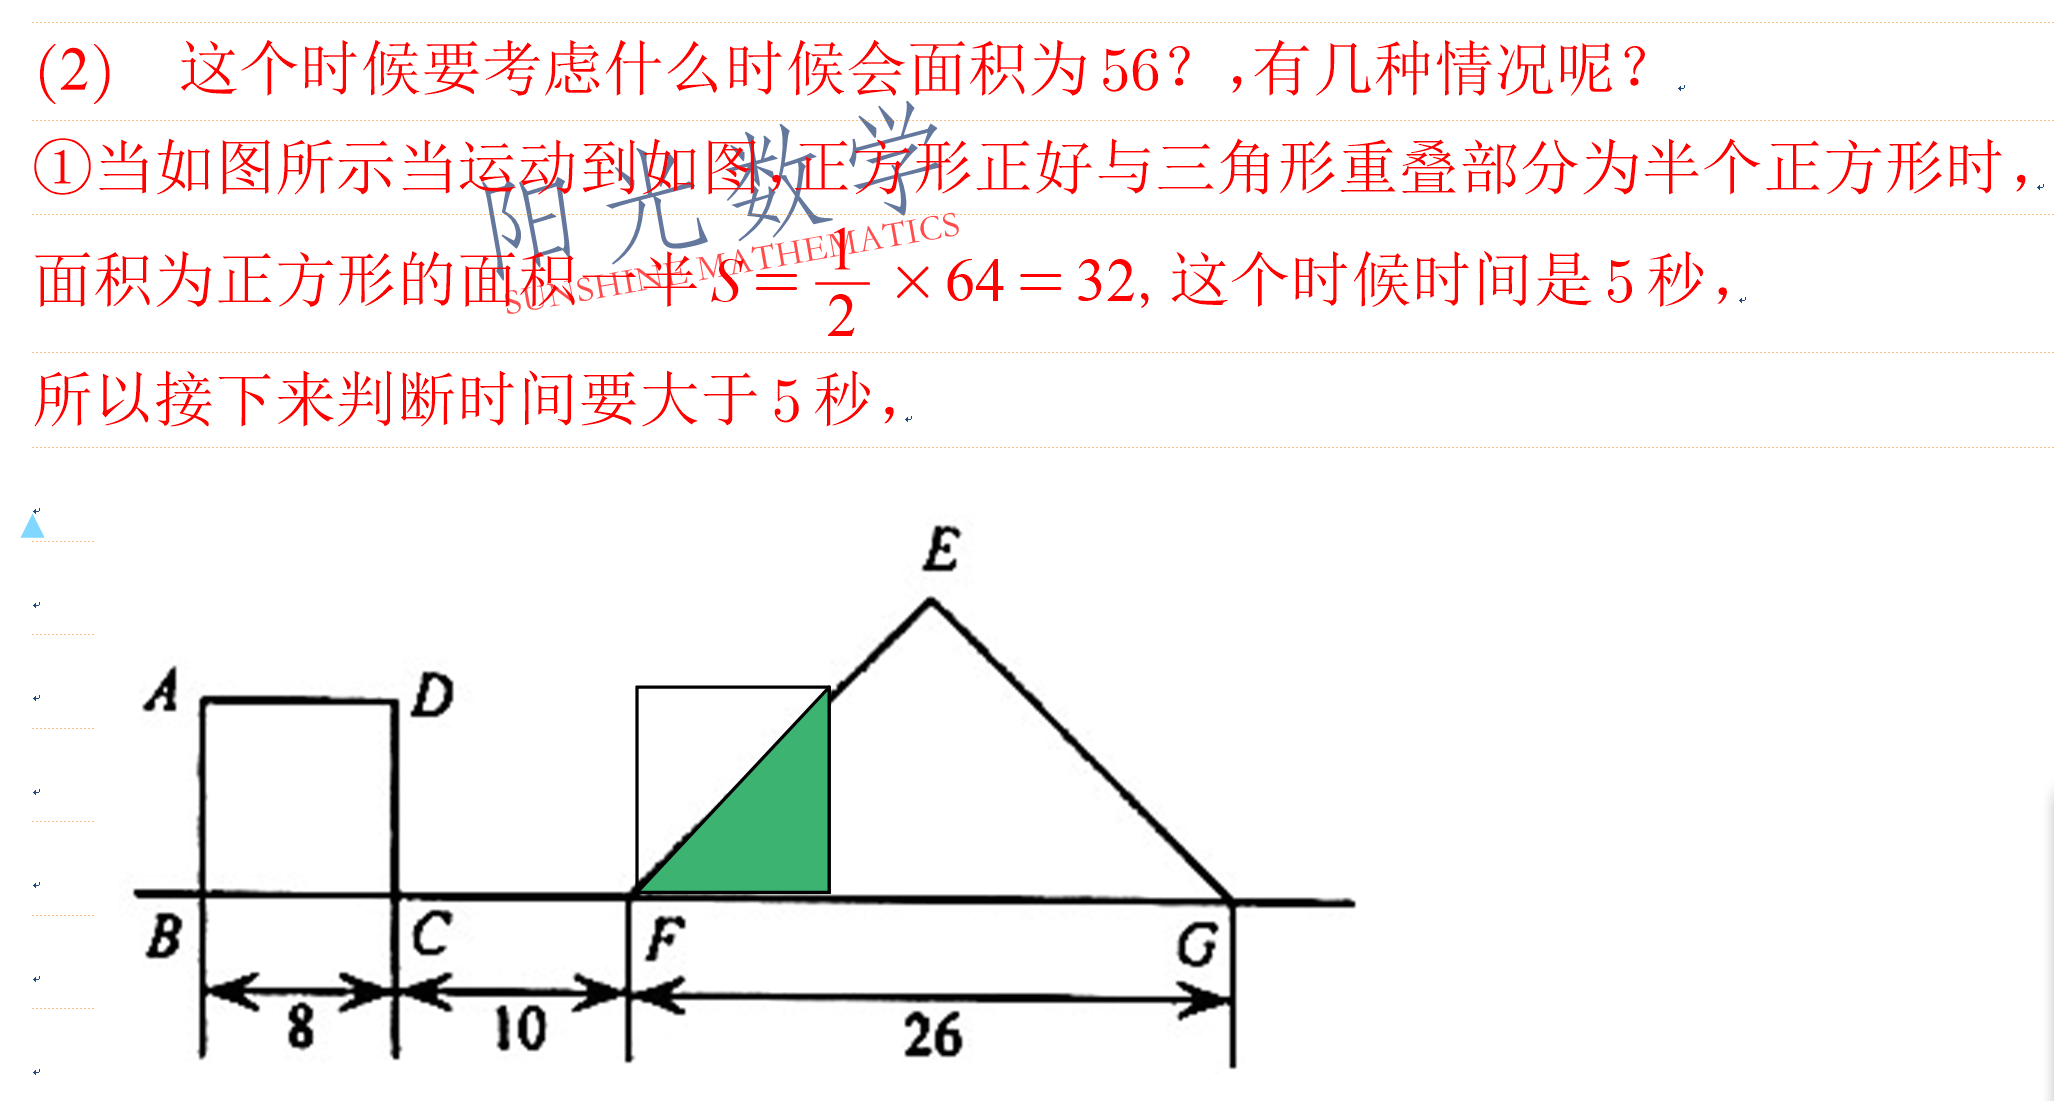 (2) 这个时候要考虑什么时候会面积为56？,有几种情况呢？
①当如图所示当运动到如图,正方形正好与三角形重叠部分为半个正方形时，
面积为正方形的面积一半 S = 1/2 × 64 = 32, 这个时候时间是5秒，
所以接下来判断时间要大于5秒，
阳光数学
SUNSHINE MATHEMATICS
E
A D
B C F G
8 10 26